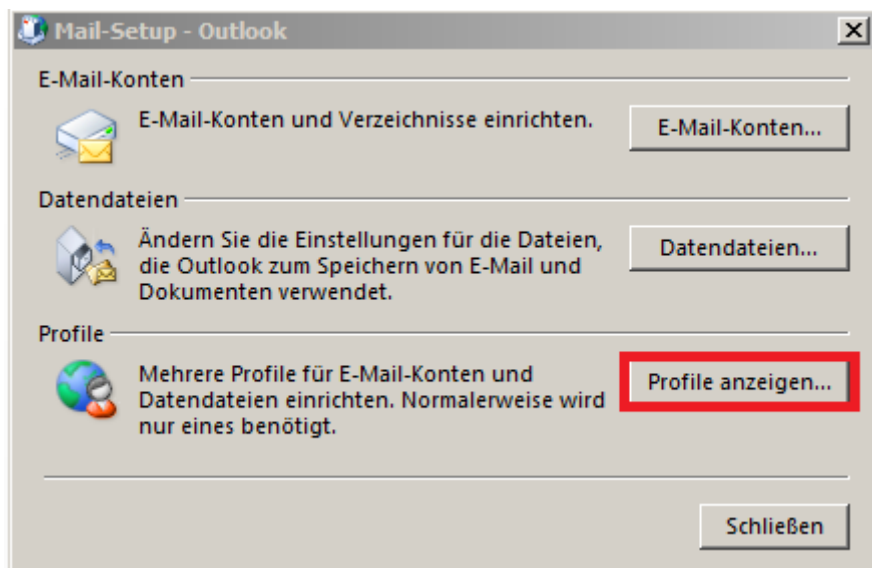 Mail-Setup - Outlook
E-Mail-Konten
E-Mail-Konten und Verzeichnisse einrichten.
E-Mail-Konten...
Datendateien
Ändern Sie die Einstellungen für die Dateien,
die Outlook zum Speichern von E-Mail und
Dokumenten verwendet.
Datendateien...
Profile
Mehrere Profile für E-Mail-Konten und
Datendateien einrichten. Normalerweise wird
nur eines benötigt.
Profile anzeigen...
Schließen